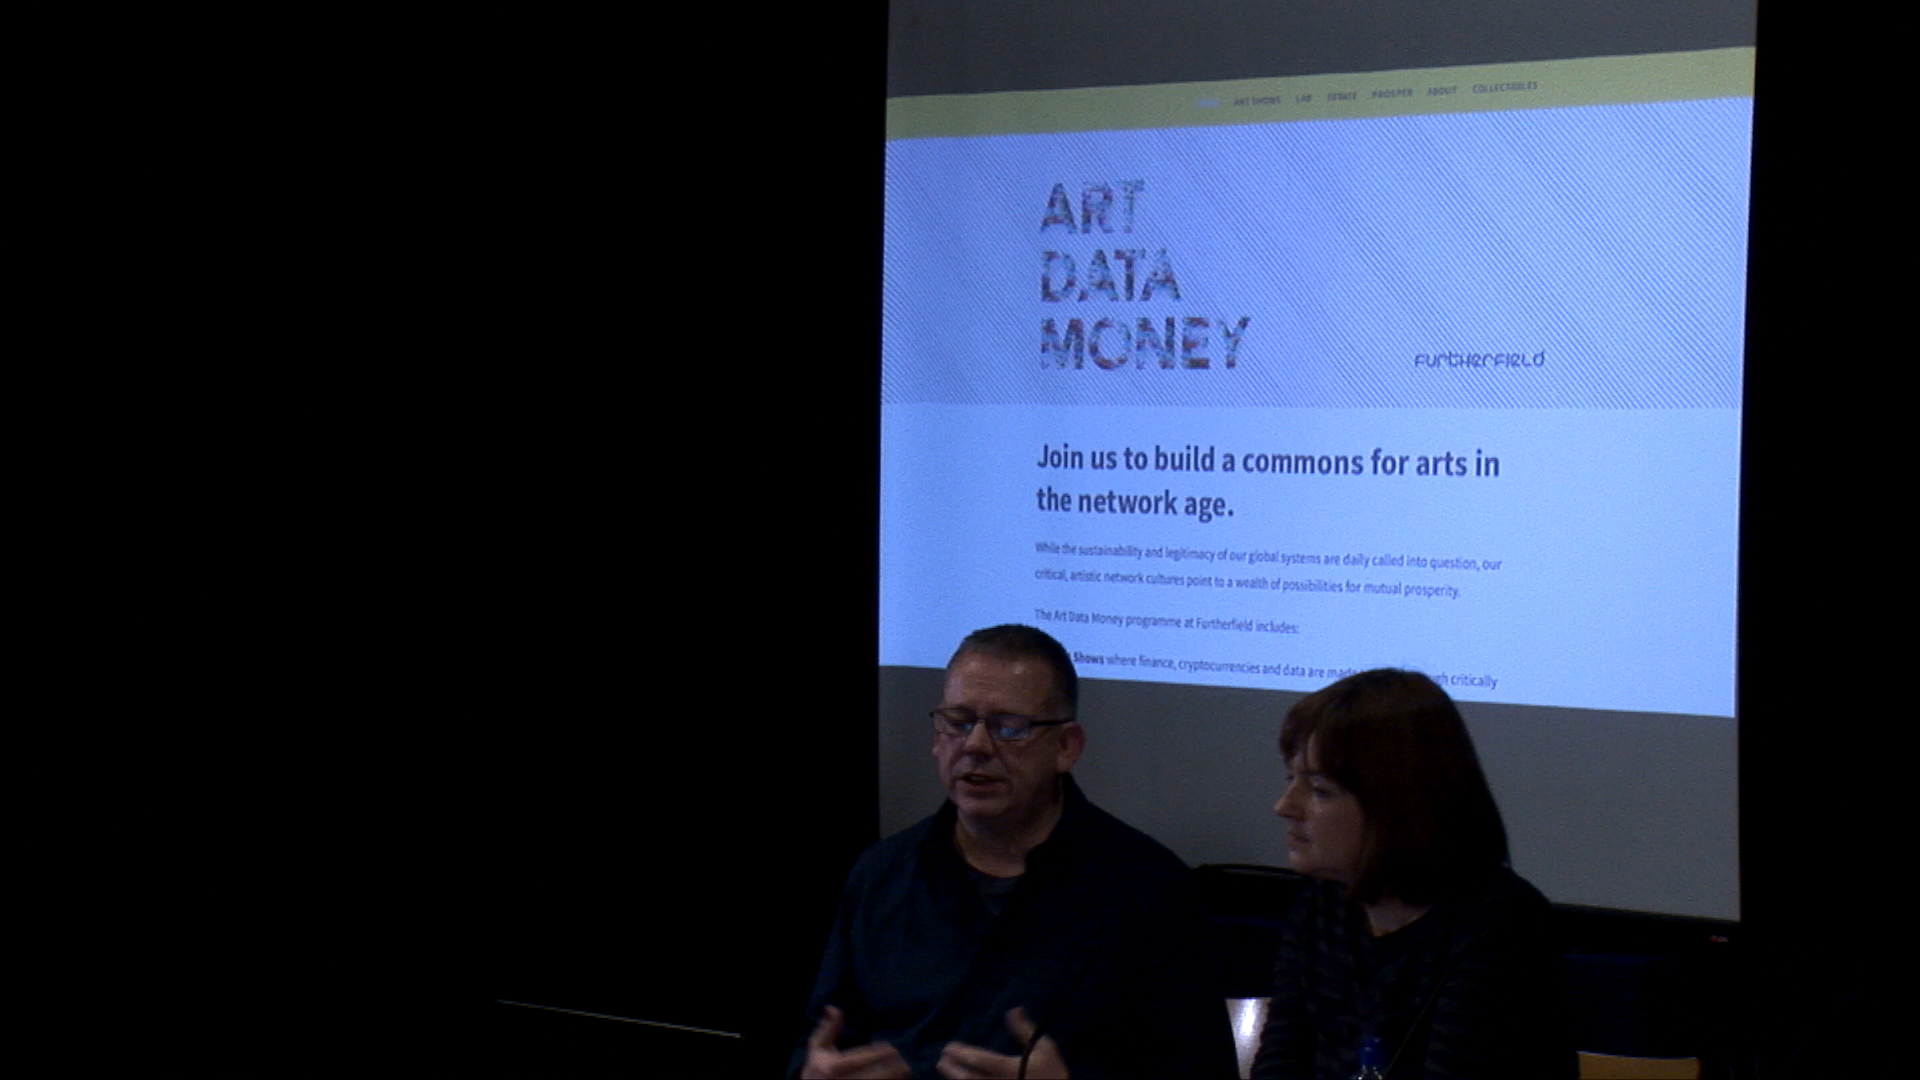 ART SHOWS LAB DEBATE PROSPER ABOUT COLLECTABLES
ART
DATA
MONEY
FURTHERFIELD
Join us to build a commons for arts in
the network age.
While the sustainability and legitimacy of our global systems are daily called into question, our
critical, artistic network cultures point to a wealth of possibilities for mutual prosperity.
The Art Data Money programme at Furtherfield includes:
Shows where finance, cryptocurrencies and data are made critically